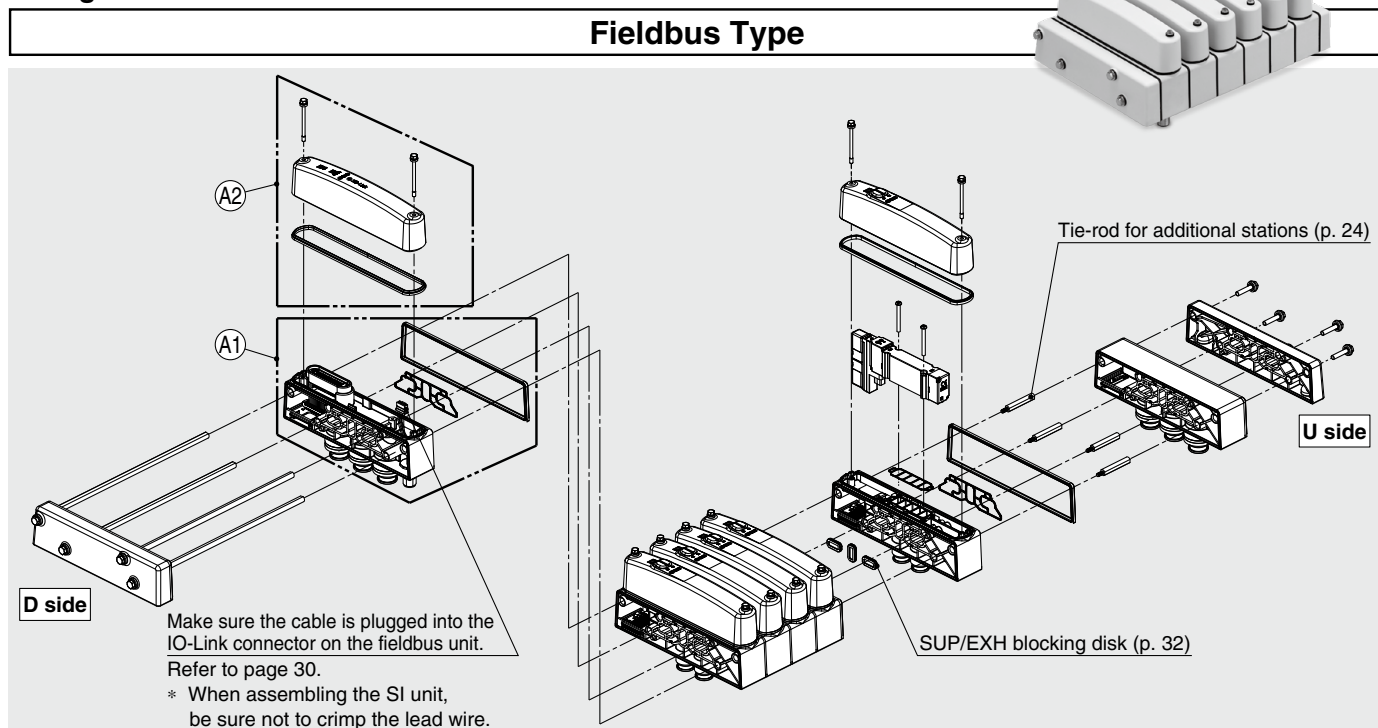 Fieldbus Type
A2
A1
Tie-rod for additional stations (p. 24)
U side
D side
Make sure the cable is plugged into the
IO-Link connector on the fieldbus unit.
Refer to page 30.
* When assembling the SI unit,
be sure not to crimp the lead wire.
SUP/EXH blocking disk (p. 32)